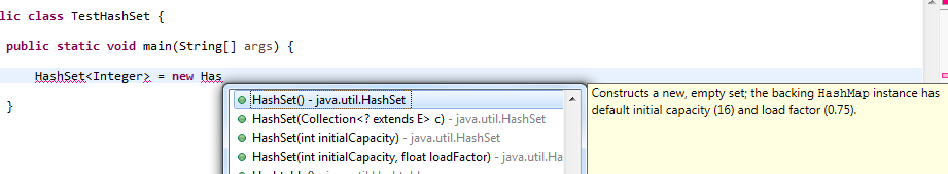 lic class TestHashSet {
public static void main(String[] args) {
HashSet<Integer> = new Has
}
HashSet() - java.util.HashSet
HashSet(Collection<? extends E> c) - java.util.HashSet
HashSet(int initialCapacity) - java.util.HashSet
HashSet(int initialCapacity, float loadFactor) - java.util.Ha
Constructs a new, empty set; the backing HashMap instance has
default initial capacity (16) and load factor (0.75).